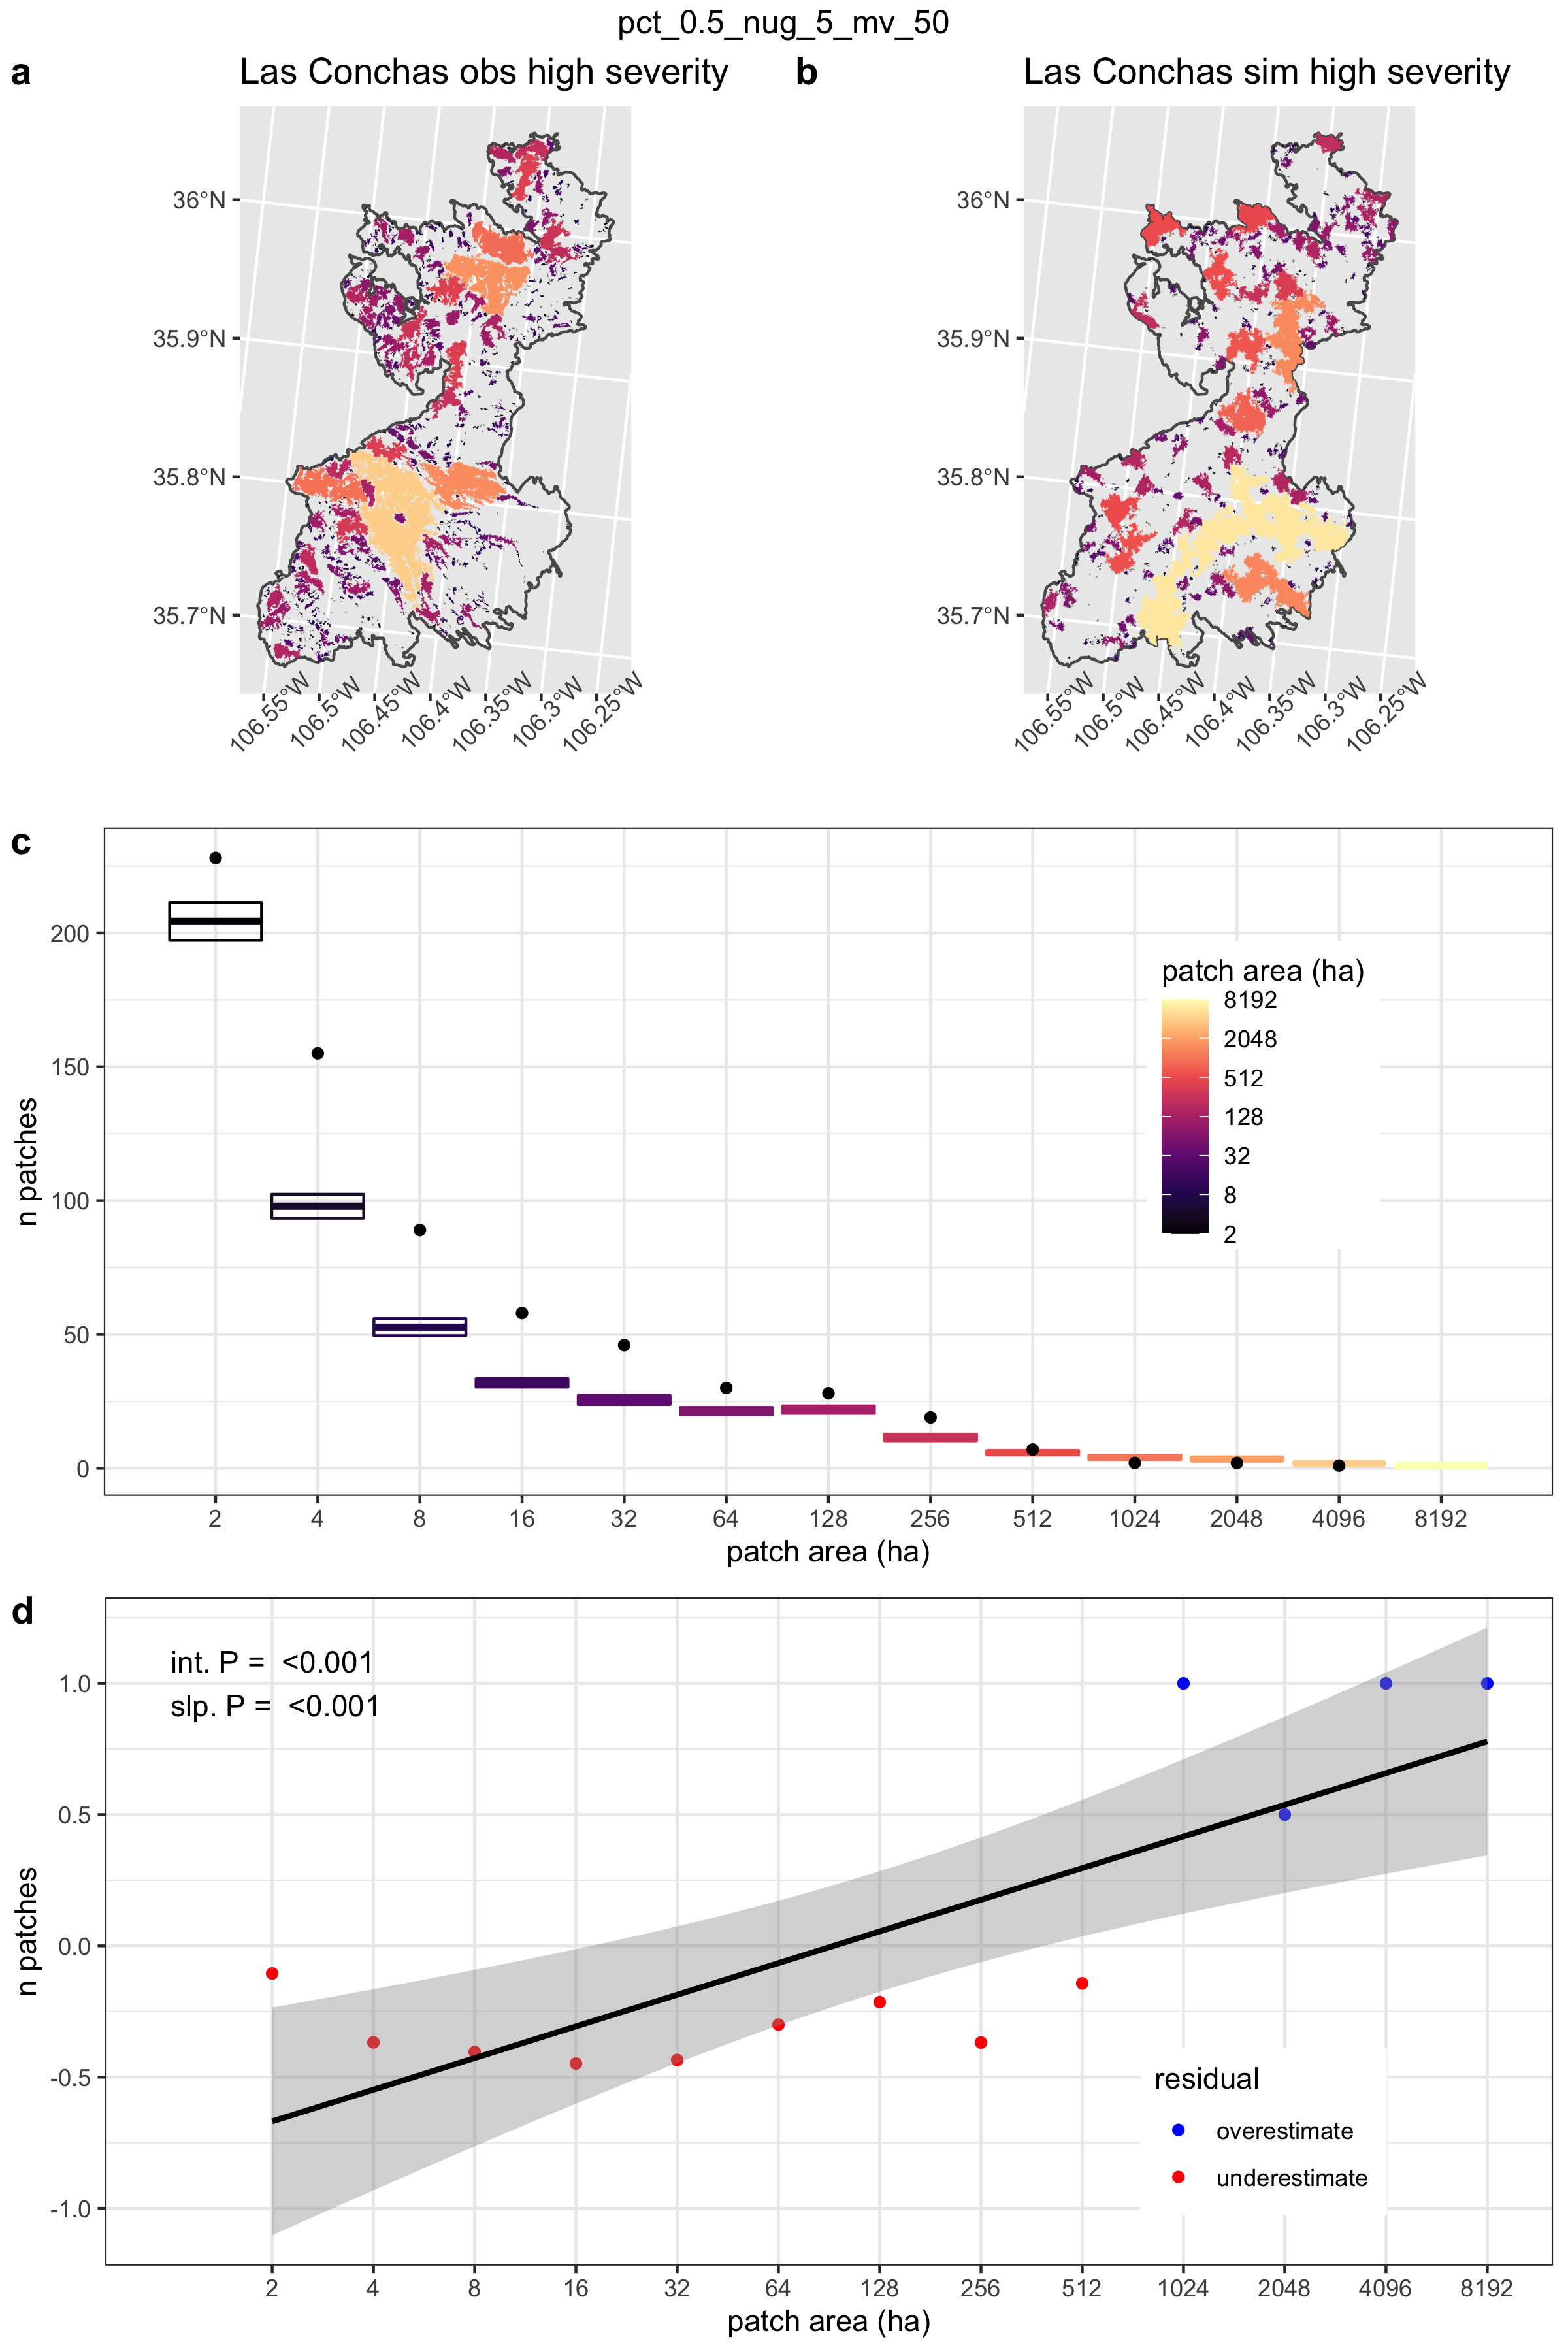 pct_0.5_nug_5_mv_50
a
Las Conchas obs high severity
b
Las Conchas sim high severity
36°N
35.9°N
35.8°N
35.7°N
106.55°W
106.5°W
106.45°W
106.4°W
106.35°W
106.3°W
106.25°W
36°N
35.9°N
35.8°N
35.7°N
106.55°W
106.5°W
106.45°W
106.4°W
106.35°W
106.3°W
106.25°W
c
n patches
200
150
100
50
0
patch area (ha)
8192
2048
512
128
32
8
2
2 4 8 16 32 64 128 256 512 1024 2048 4096 8192
patch area (ha)
d
int. P = <0.001
slp. P = <0.001
n patches
1.0
0.5
0.0
-0.5
-1.0
residual
overestimate
underestimate
2 4 8 16 32 64 128 256 512 1024 2048 4096 8192
patch area (ha)